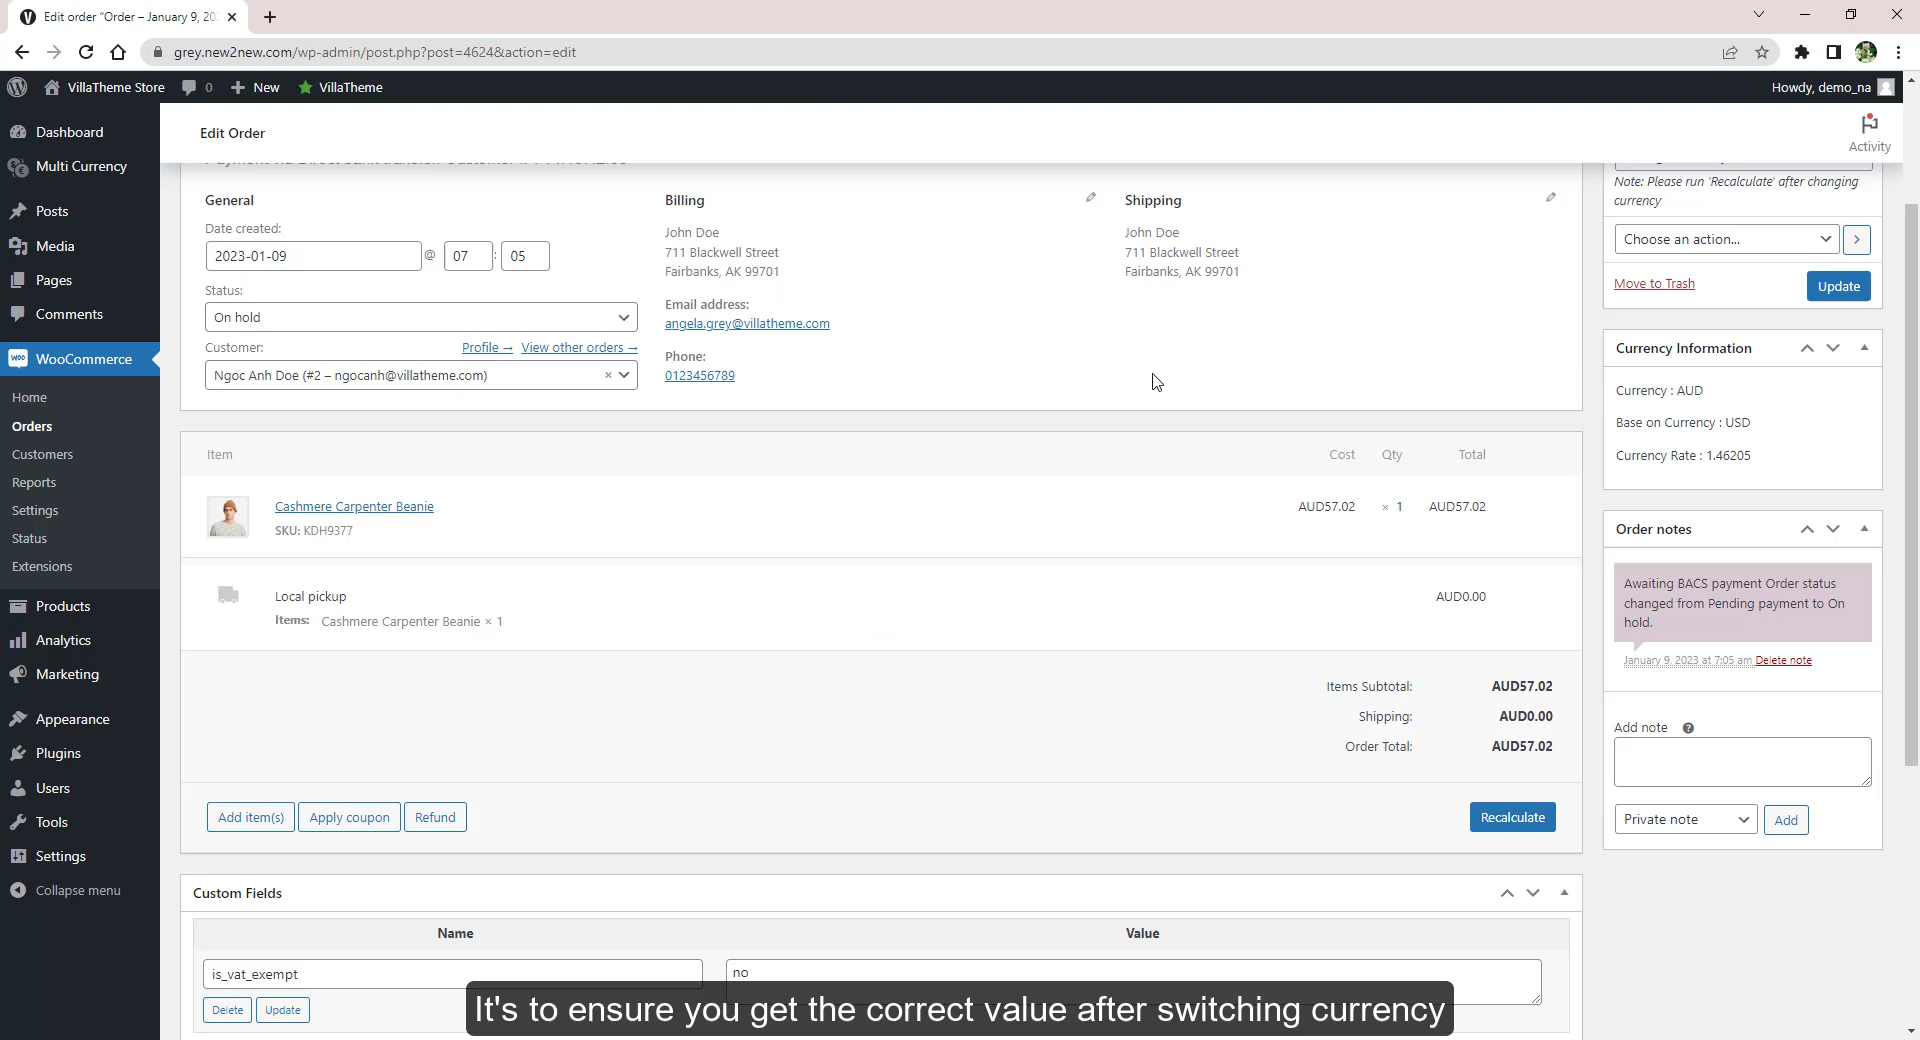 Edit order “Order – January 9, 20
grey.new2new.com/wp-admin/post.php?post=4624&action=edit
VillaTheme Store
0
New
VillaTheme
Howdy, demo_na
Dashboard
Multi Currency
Posts
Media
Pages
Comments
WooCommerce
Home
Orders
Customers
Reports
Settings
Status
Extensions
Products
Analytics
Marketing
Appearance
Plugins
Users
Tools
Settings
Collapse menu
Edit Order
Activity
General
Date created:
2023-01-09 @ 07 : 05
Status:
On hold
Customer:
Profile →
View other orders →
Ngoc Anh Doe (#2 – ngocanh@villatheme.com)
×
Billing
John Doe
711 Blackwell Street
Fairbanks, AK 99701
Email address:
angela.grey@villatheme.com
Phone:
0123456789
Shipping
John Doe
711 Blackwell Street
Fairbanks, AK 99701
Item
Cost
Qty
Total
Cashmere Carpenter Beanie
AUD57.02
× 1
AUD57.02
SKU: KDH9377
Local pickup
AUD0.00
Items: Cashmere Carpenter Beanie × 1
Items Subtotal: AUD57.02
Shipping: AUD0.00
Order Total: AUD57.02
Add item(s)
Apply coupon
Refund
Recalculate
Custom Fields
Name
Value
is_vat_exempt
no
Delete
Update
Note: Please run 'Recalculate' after changing
currency
Choose an action...
Move to Trash
Update
Currency Information
Currency : AUD
Base on Currency : USD
Currency Rate : 1.46205
Order notes
Awaiting BACS payment Order status
changed from Pending payment to On
hold.
January 9, 2023 at 7:05 am Delete note
Add note
Private note
Add
It's to ensure you get the correct value after switching currency